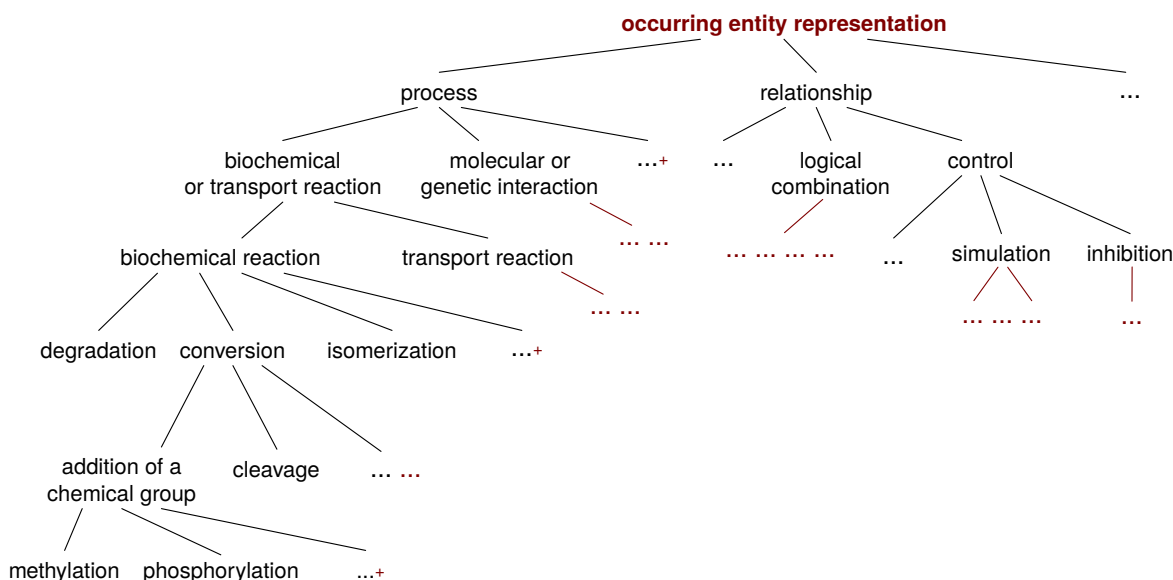 occurring entity representation
process relationship ...
biochemical molecular or ...+ ... logical control
or transport reaction genetic interaction combination
... ...
biochemical reaction transport reaction ... ... ... ... ... simulation inhibition
... ... ... ... ... ...
degradation conversion isomerization ...+
addition of a cleavage ... ...
chemical group
methylation phosphorylation ...+